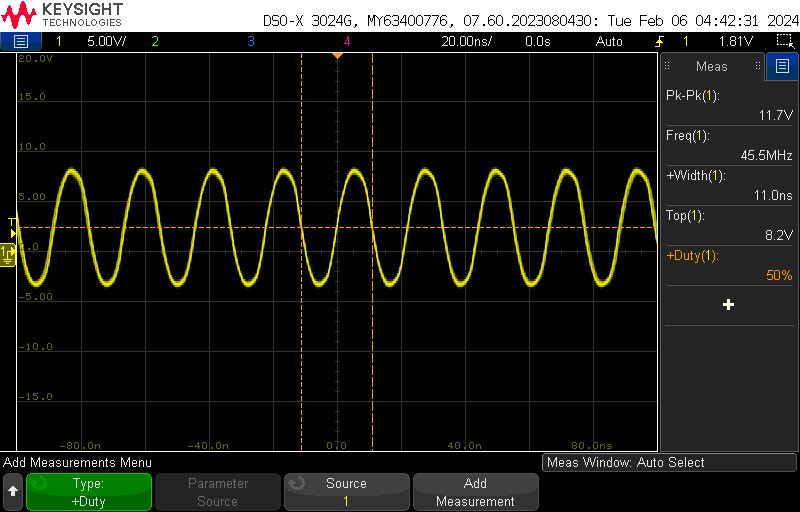 KEYSIGHT
TECHNOLOGIES
DSO-X 3024G, MY63400776, 07.60.2023080430: Tue Feb 06 04:42:31 2024
1 5.00V/ 2 3 4 20.00ns/ 0.0s Auto 1 1.81V
20.0V
15.0
10.0
5.00
-5.00
-10.0
-15.0
-80.0n -40.0n 0.0 40.0n 80.0ns
T
1
Meas
Pk-Pk(1):
11.7V
Freq(1):
45.5MHz
+Width(1):
11.0ns
Top(1):
8.2V
+Duty(1):
50%
+
Add Measurements Menu
Meas Window: Auto Select
Type:
+Duty
Parameter
Source
Source
1
Add
Measurement